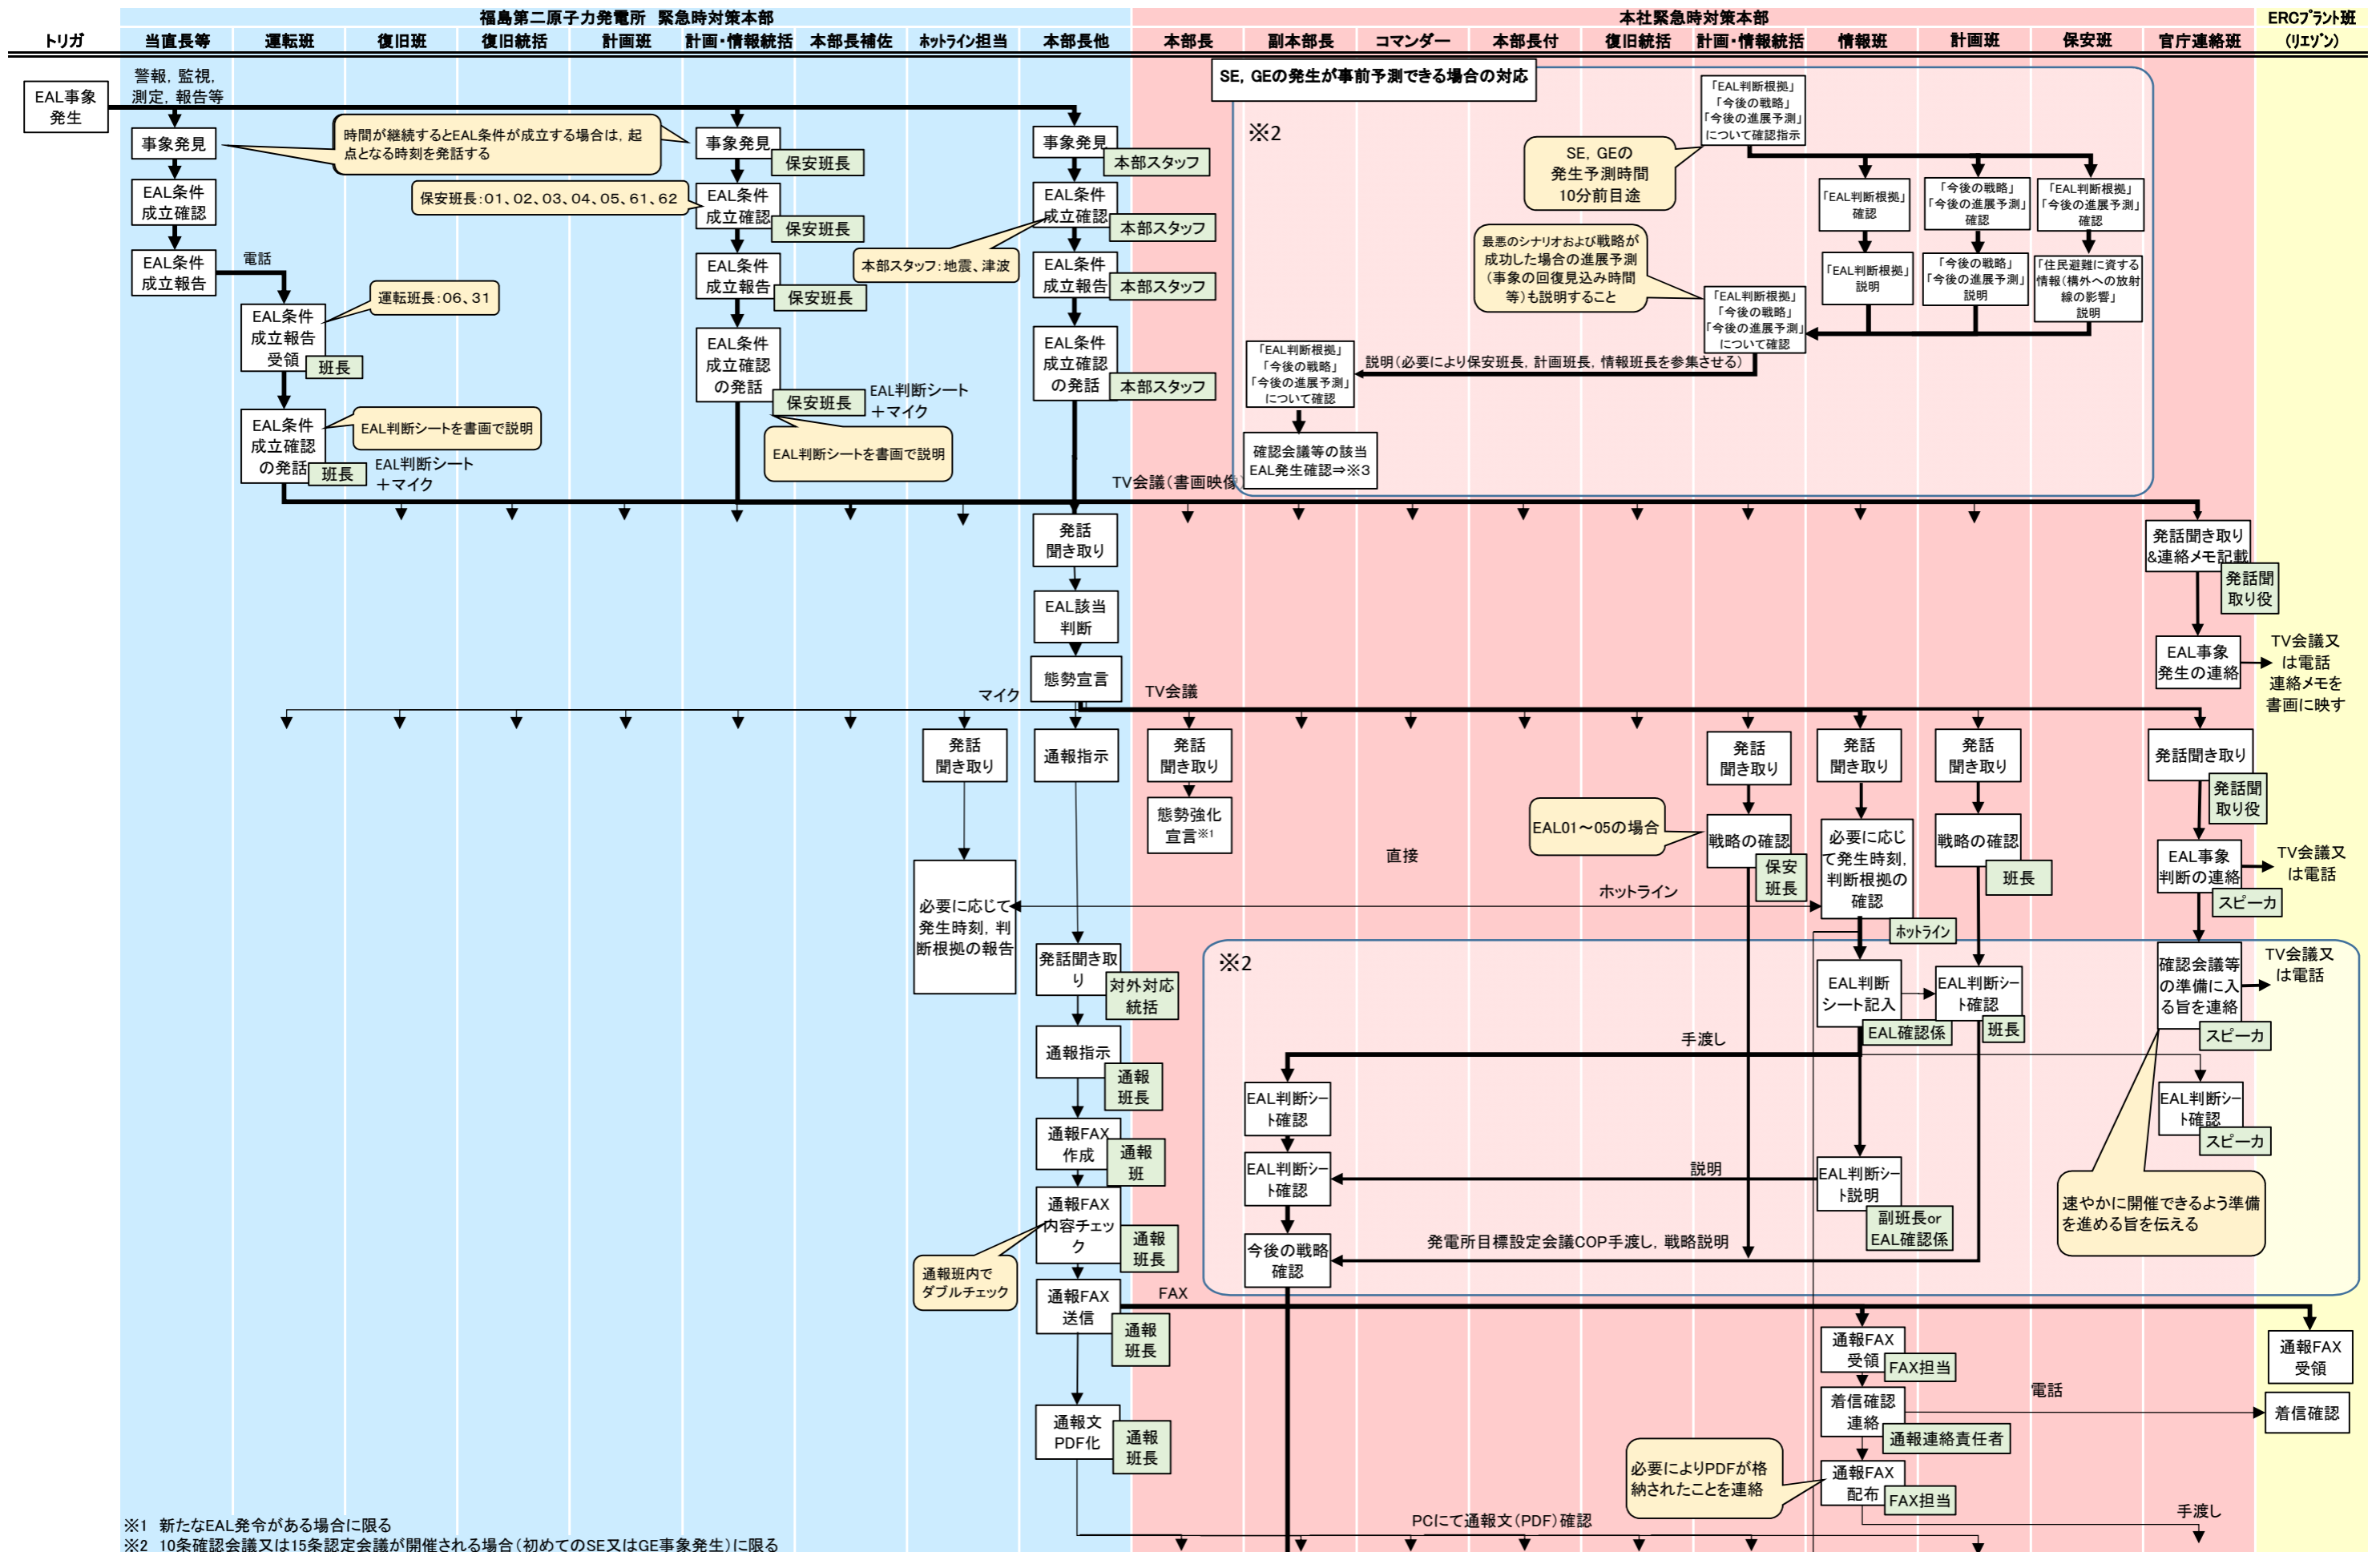 福島第二原子力発電所　緊急時対策本部
本社緊急時対策本部
ERCプラント班
(リエゾン)
トリガ
当直長等
運転班
復旧班
復旧統括
計画班
計画・情報統括
本部長補佐
ホットライン担当
本部長他
本部長
副本部長
コマンダー
本部長付
復旧統括
計画・情報統括
情報班
計画班
保安班
官庁連絡班
EAL事象
発生
警報，監視，
測定，報告等
事象発見
EAL条件
成立確認
EAL条件
成立報告
電話
時間が継続するとEAL条件が成立する場合は，起
点となる時刻を発話する
保安班長：０１、０２、０３、０４、０５、６１、６２
運転班長：０６、３１
EAL条件
成立報告
受領
班長
EAL条件
成立確認
の発話
班長
EAL判断シート
＋マイク
EAL判断シートを書画で説明
事象発見
保安班長
EAL条件
成立確認
保安班長
EAL条件
成立報告
保安班長
EAL条件
成立確認
の発話
保安班長
EAL判断シート
＋マイク
EAL判断シートを書画で説明
事象発見
本部スタッフ
EAL条件
成立確認
本部スタッフ
本部スタッフ：地震、津波
EAL条件
成立報告
本部スタッフ
EAL条件
成立確認
の発話
本部スタッフ
SE，GEの発生が事前予測できる場合の対応
※2
「EAL判断根拠」
「今後の戦略」
「今後の進展予測」
について確認指示
SE，GEの
発生予測時間
10分前目途
「EAL判断根拠」
確認
「今後の戦略」
「今後の進展予測」
確認
「EAL判断根拠」
「今後の進展予測」
確認
最悪のシナリオおよび戦略が
成功した場合の進展予測
（事象の回復見込み時間
等）も説明すること
「EAL判断根拠」
説明
「今後の戦略」
「今後の進展予測」
説明
「住民避難に資する
情報（構外への放射
線の影響」
説明
「EAL判断根拠」
「今後の戦略」
「今後の進展予測」
について確認
説明（必要により保安班長，計画班長，情報班長を参集させる）
「EAL判断根拠」
「今後の戦略」
「今後の進展予測」
について確認
確認会議等の該当
EAL発生確認⇒※３
TV会議（書画映像
発話
聞き取り
EAL該当
判断
態勢宣言
発話聞き取り
&連絡メモ記載
発話聞
取り役
EAL事象
発生の連絡
TV会議又
は電話
連絡メモを
書画に映す
マイク
TV会議
発話
聞き取り
通報指示
発話
聞き取り
発話
聞き取り
発話
聞き取り
発話
聞き取り
発話聞き取り
発話聞
取り役
態勢強化
宣言※1
EAL01～05の場合
戦略の確認
保安
班長
必要に応じ
て発生時刻，
判断根拠の
確認
ホットライン
戦略の確認
班長
EAL事象
判断の連絡
スピーカ
TV会議又
は電話
直接
ホットライン
必要に応じて
発生時刻，判
断根拠の報告
※2
発話聞き取
り
対外対応
統括
EAL判断
シート記入
EAL確認係
EAL判断シー
ト確認
班長
確認会議等
の準備に入
る旨を連絡
スピーカ
TV会議又
は電話
通報指示
通報
班長
手渡し
EAL判断シー
ト確認
EAL判断シー
ト確認
スピーカ
通報FAX
作成
通報
班
EAL判断シー
ト確認
説明
EAL判断シー
ト説明
副班長or
EAL確認係
速やかに開催できるよう準備
を進める旨を伝える
通報FAX
内容チェッ
ク
通報
班長
通報班内で
ダブルチェック
今後の戦略
確認
発電所目標設定会議COP手渡し，戦略説明
通報FAX
送信
通報
班長
FAX
通報FAX
受領
FAX担当
通報FAX
受領
着信確認
連絡
通報連絡責任者
電話
着信確認
通報文
PDF化
通報
班長
必要によりPDFが格
納されたことを連絡
通報FAX
配布
FAX担当
手渡し
PCにて通報文（PDF）確認
※1　新たなEAL発令がある場合に限る
※2　10条確認会議又は15条認定会議が開催される場合（初めてのSE又はGE事象発生）に限る